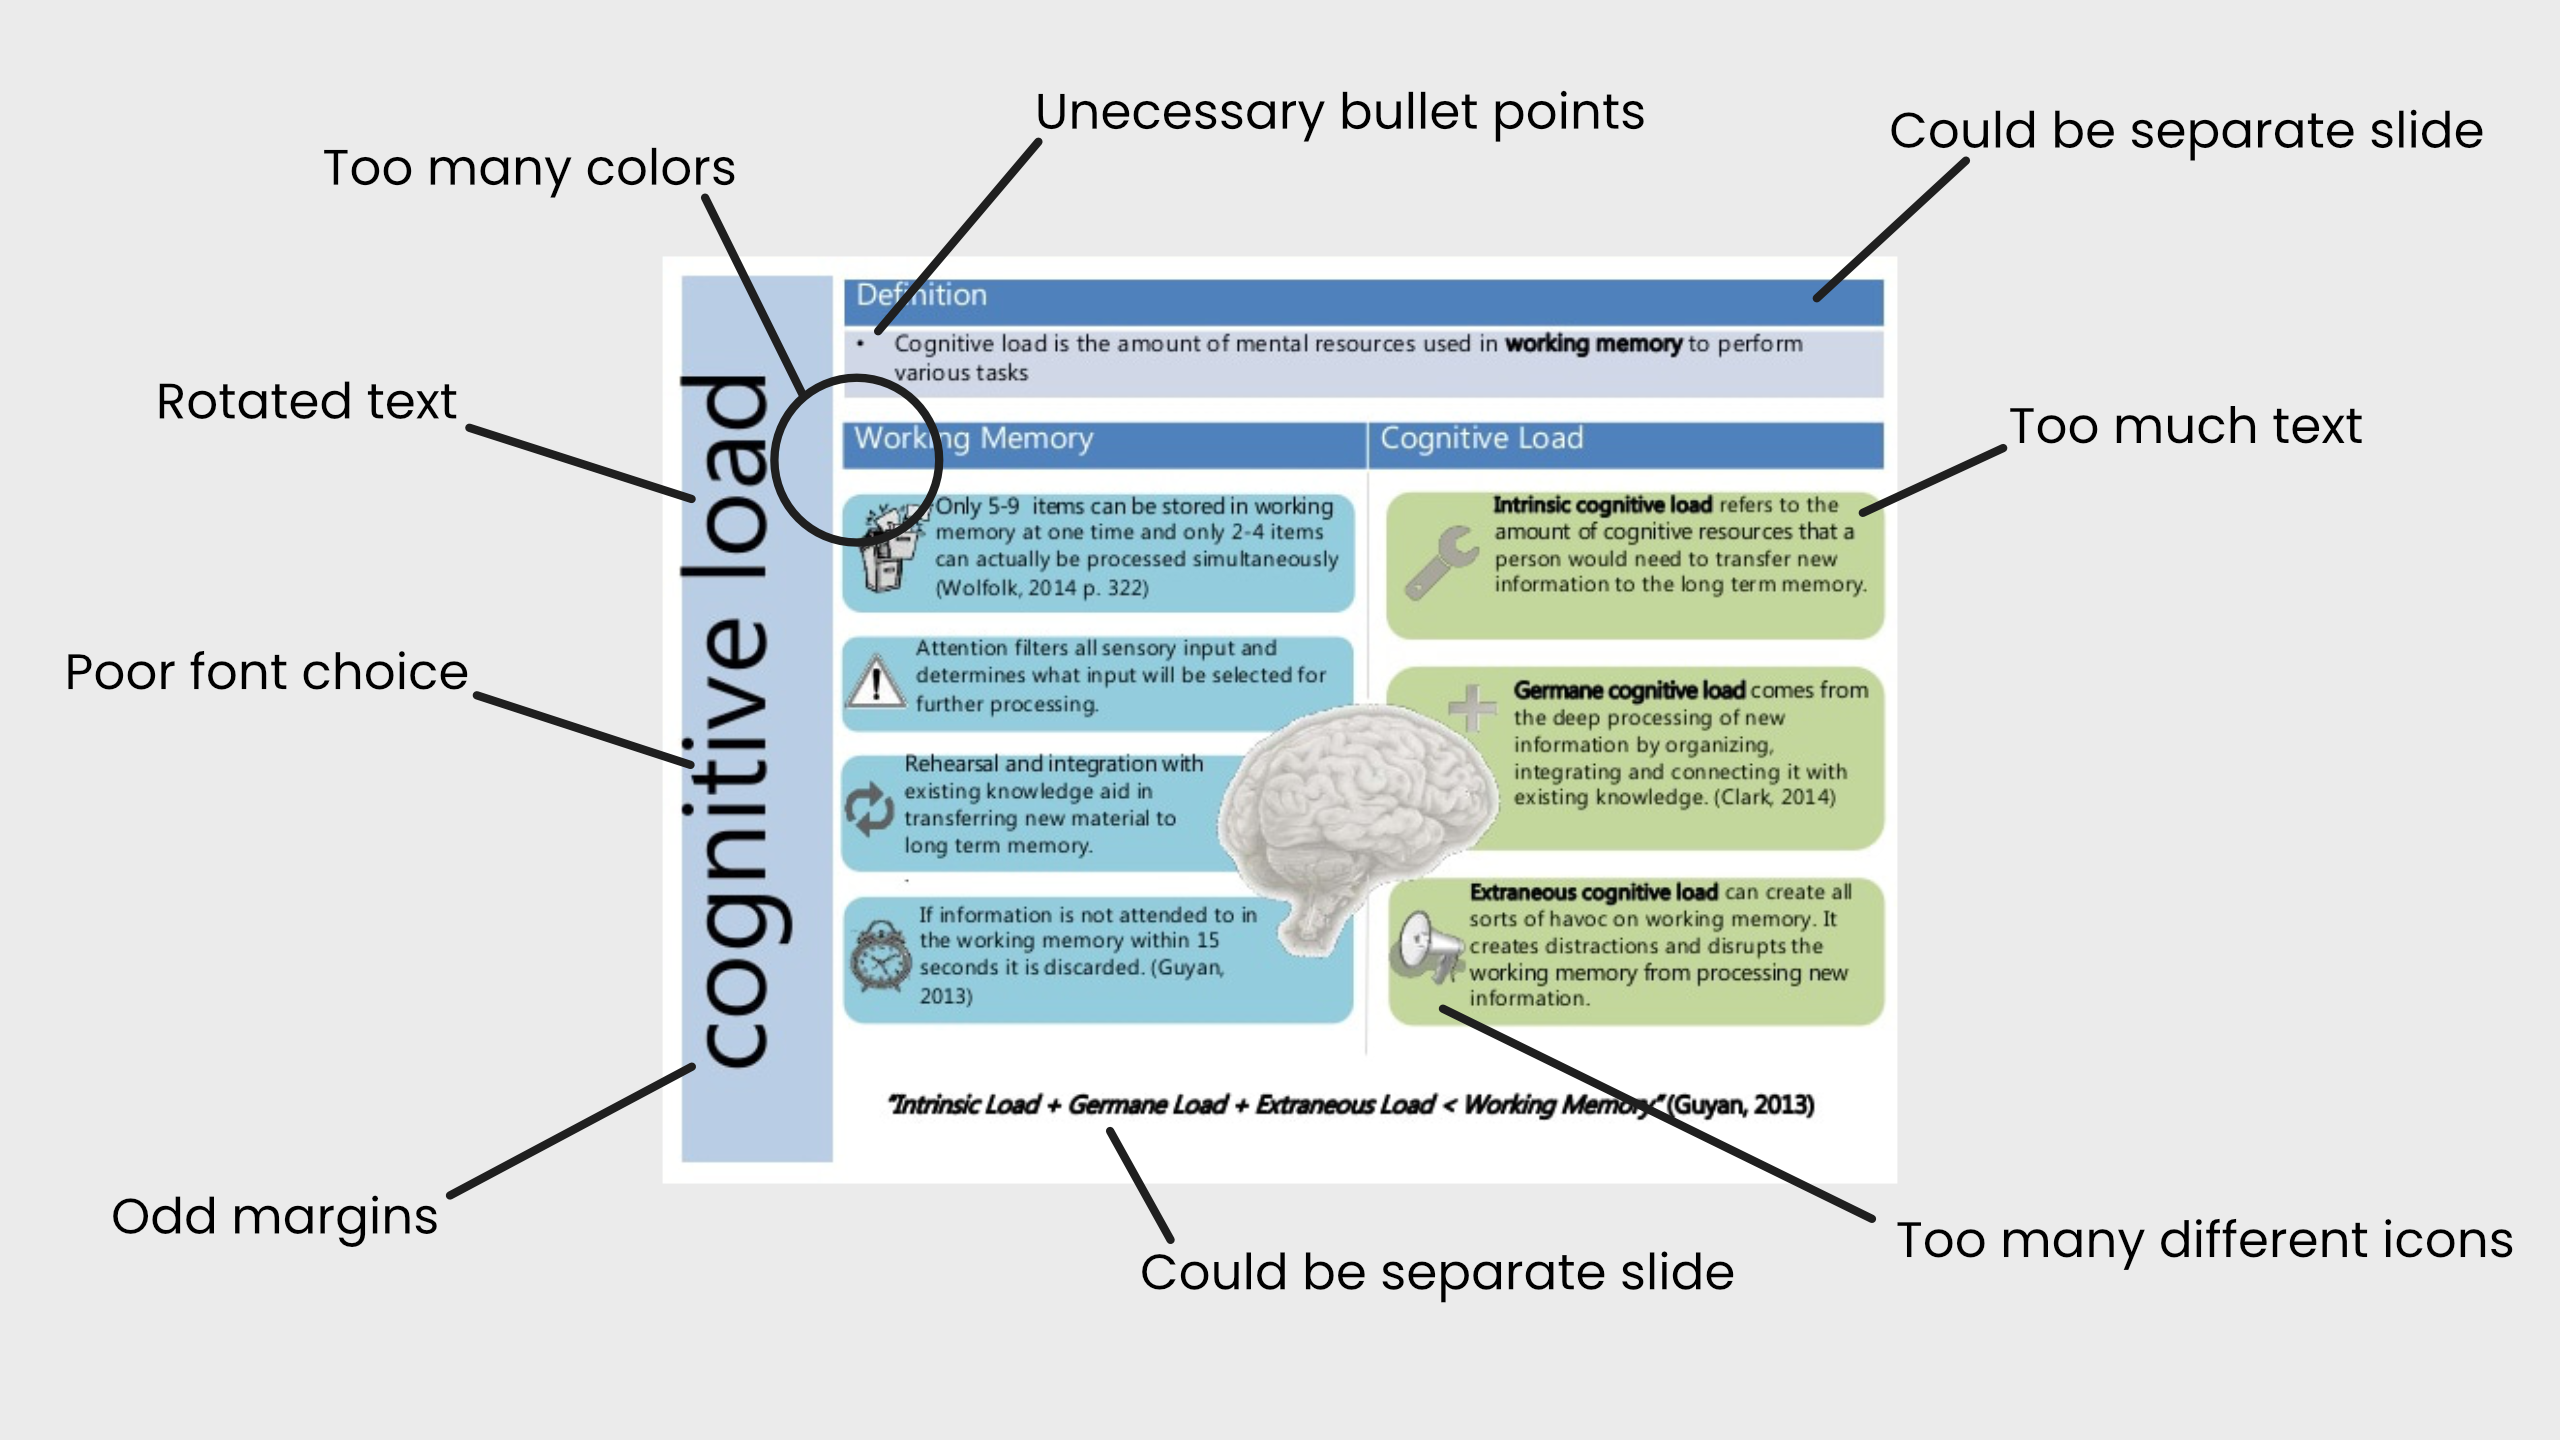 Unecessary bullet points
Could be separate slide
Too many colors
Rotated text
Too much text
Poor font choice
Odd margins
Could be separate slide
Too many different icons
cognitive load
Definition
• Cognitive load is the amount of mental resources used in working memory to perform
various tasks
Working Memory
Only 5-9 items can be stored in working
memory at one time and only 2-4 items
can actually be processed simultaneously
(Wolfolk, 2014 p. 322)
Attention filters all sensory input and
determines what input will be selected for
further processing.
Rehearsal and integration with
existing knowledge aid in
transferring new material to
long term memory.
.
If information is not attended to in
the working memory within 15
seconds it is discarded. (Guyan,
2013)
Cognitive Load
Intrinsic cognitive load refers to the
amount of cognitive resources that a
person would need to transfer new
information to the long term memory.
Germane cognitive load comes from
the deep processing of new
information by organizing,
integrating and connecting it with
existing knowledge. (Clark, 2014)
Extraneous cognitive load can create all
sorts of havoc on working memory. It
creates distractions and disrupts the
working memory from processing new
information.
"Intrinsic Load + Germane Load + Extraneous Load < Working Memory" (Guyan, 2013)